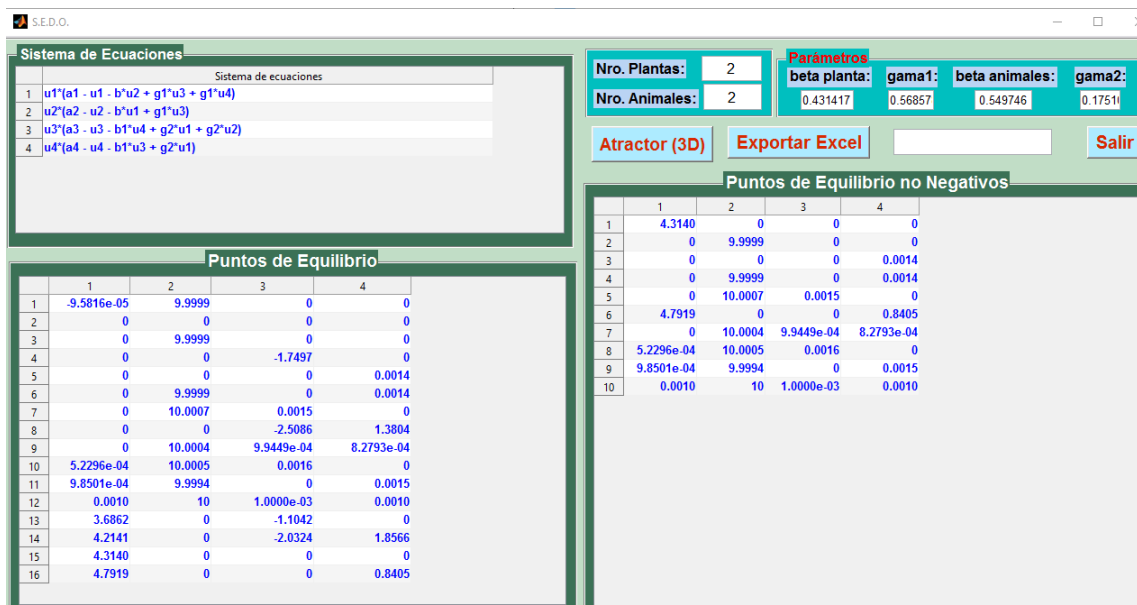 S.E.D.O.
Sistema de Ecuaciones
Sistema de ecuaciones
1 u1*(a1 - u1 - b*u2 + g1*u3 + g1*u4)
2 u2*(a2 - u2 - b*u1 + g1*u3)
3 u3*(a3 - u3 - b1*u4 + g2*u1 + g2*u2)
4 u4*(a4 - u4 - b1*u3 + g2*u1)
Nro. Plantas: 2
Nro. Animales: 2
Parámetros
beta planta: gama1: beta animales: gama2:
0.431417 0.56857 0.549746
Atractor (3D) Exportar Excel Salir
Puntos de Equilibrio
1 2 3 4
1 -9.5816e-05 9.9999 0 0
2 0 0 0 0
3 0 9.9999 0 0
4 0 0 -1.7497 0
5 0 0 0 0.0014
6 0 9.9999 0 0.0014
7 0 10.0007 0.0015 0
8 0 0 -2.5086 1.3804
9 0 10.0004 9.9449e-04 8.2793e-04
10 5.2296e-04 10.0005 0.0016 0
11 9.8501e-04 9.9994 0 0.0015
12 0.0010 10 1.0000e-03 0.0010
13 3.6862 0 -1.1042 0
14 4.2141 0 -2.0324 1.8566
15 4.3140 0 0 0
16 4.7919 0 0 0.8405
Puntos de Equilibrio no Negativos
1 2 3 4
1 4.3140 0 0 0
2 0 9.9999 0 0
3 0 0 0 0.0014
4 0 9.9999 0 0.0014
5 0 10.0007 0.0015 0
6 4.7919 0 0 0.8405
7 0 10.0004 9.9449e-04 8.2793e-04
8 5.2296e-04 10.0005 0.0016 0
9 9.8501e-04 9.9994 0 0.0015
10 0.0010 10 1.0000e-03 0.0010